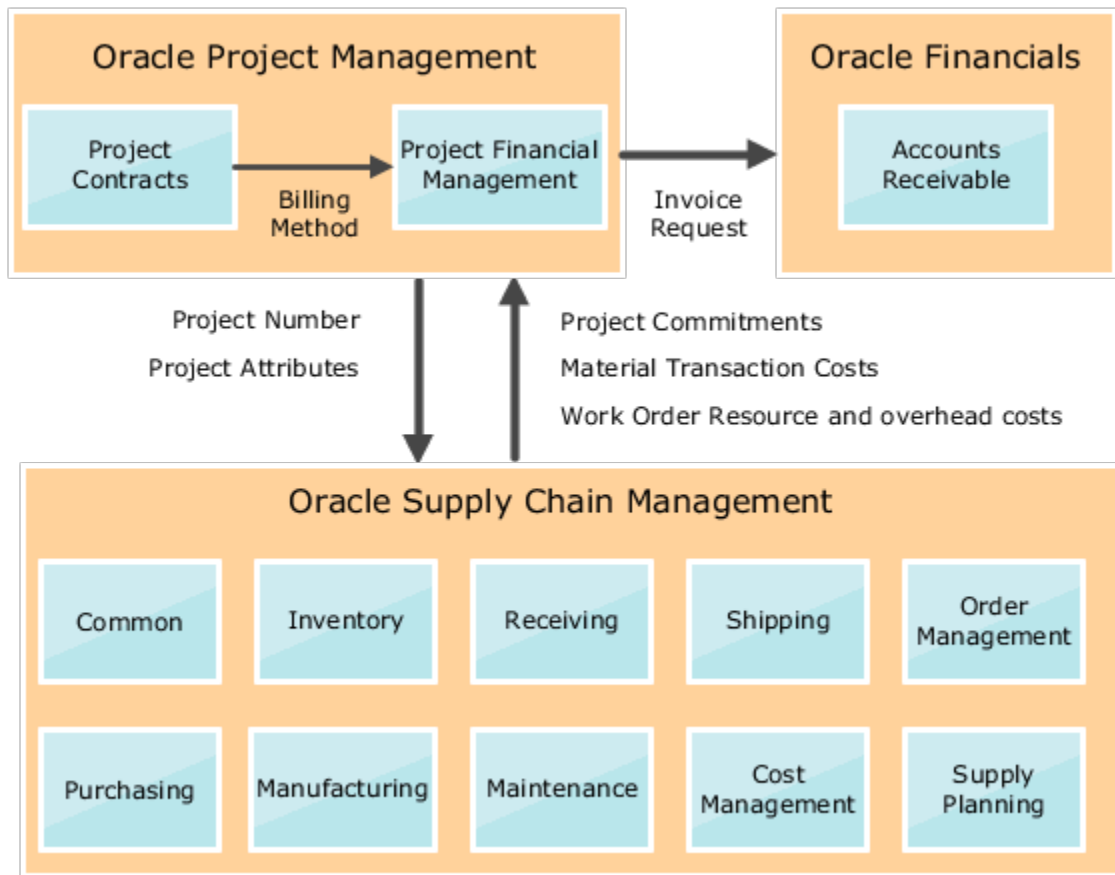 Oracle Project Management
Project
Contracts
Billing
Method
Project Financial
Management
Invoice
Request
Oracle Financials
Accounts
Receivable
Project Number
Project Attributes
Project Commitments
Material Transaction Costs
Work Order Resource and overhead costs
Oracle Supply Chain Management
Common
Inventory
Receiving
Shipping
Order
Management
Purchasing
Manufacturing
Maintenance
Cost
Management
Supply
Planning